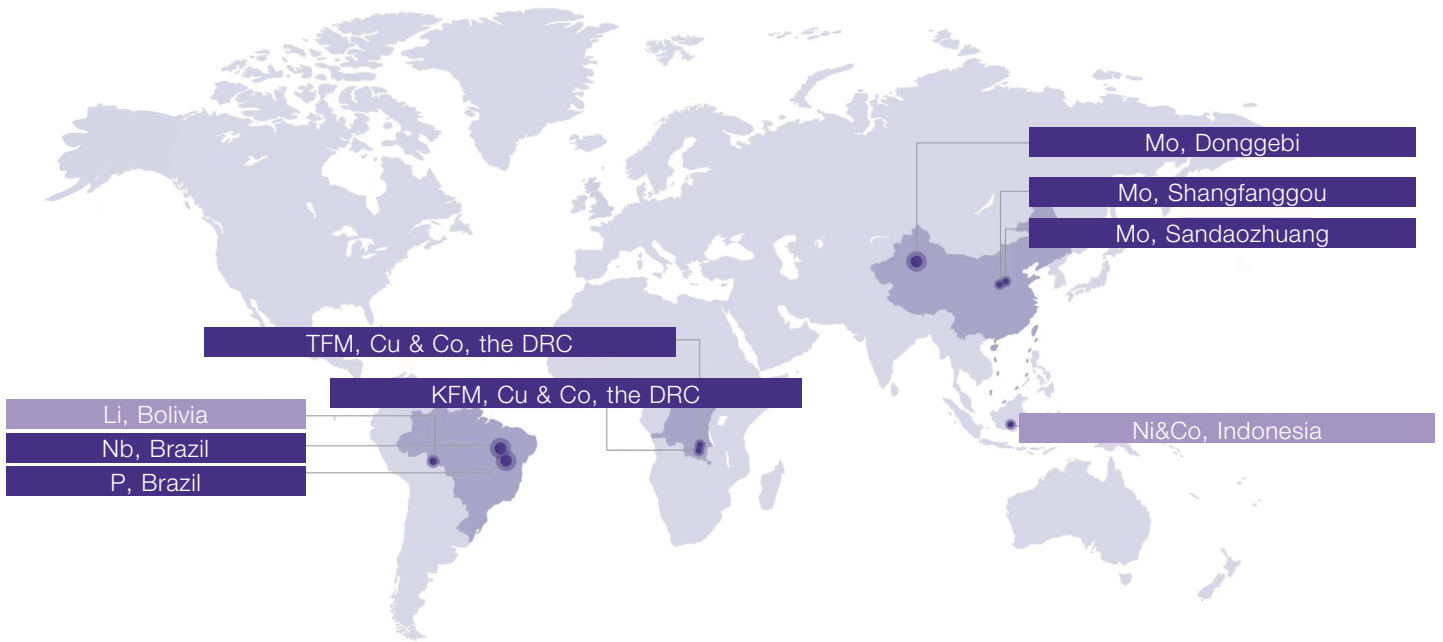 Mo, Donggebi
Mo, Shangfanggou
Mo, Sandaozhuang
TFM, Cu & Co, the DRC
KFM, Cu & Co, the DRC
Li, Bolivia
Nb, Brazil
P, Brazil
Ni&Co, Indonesia